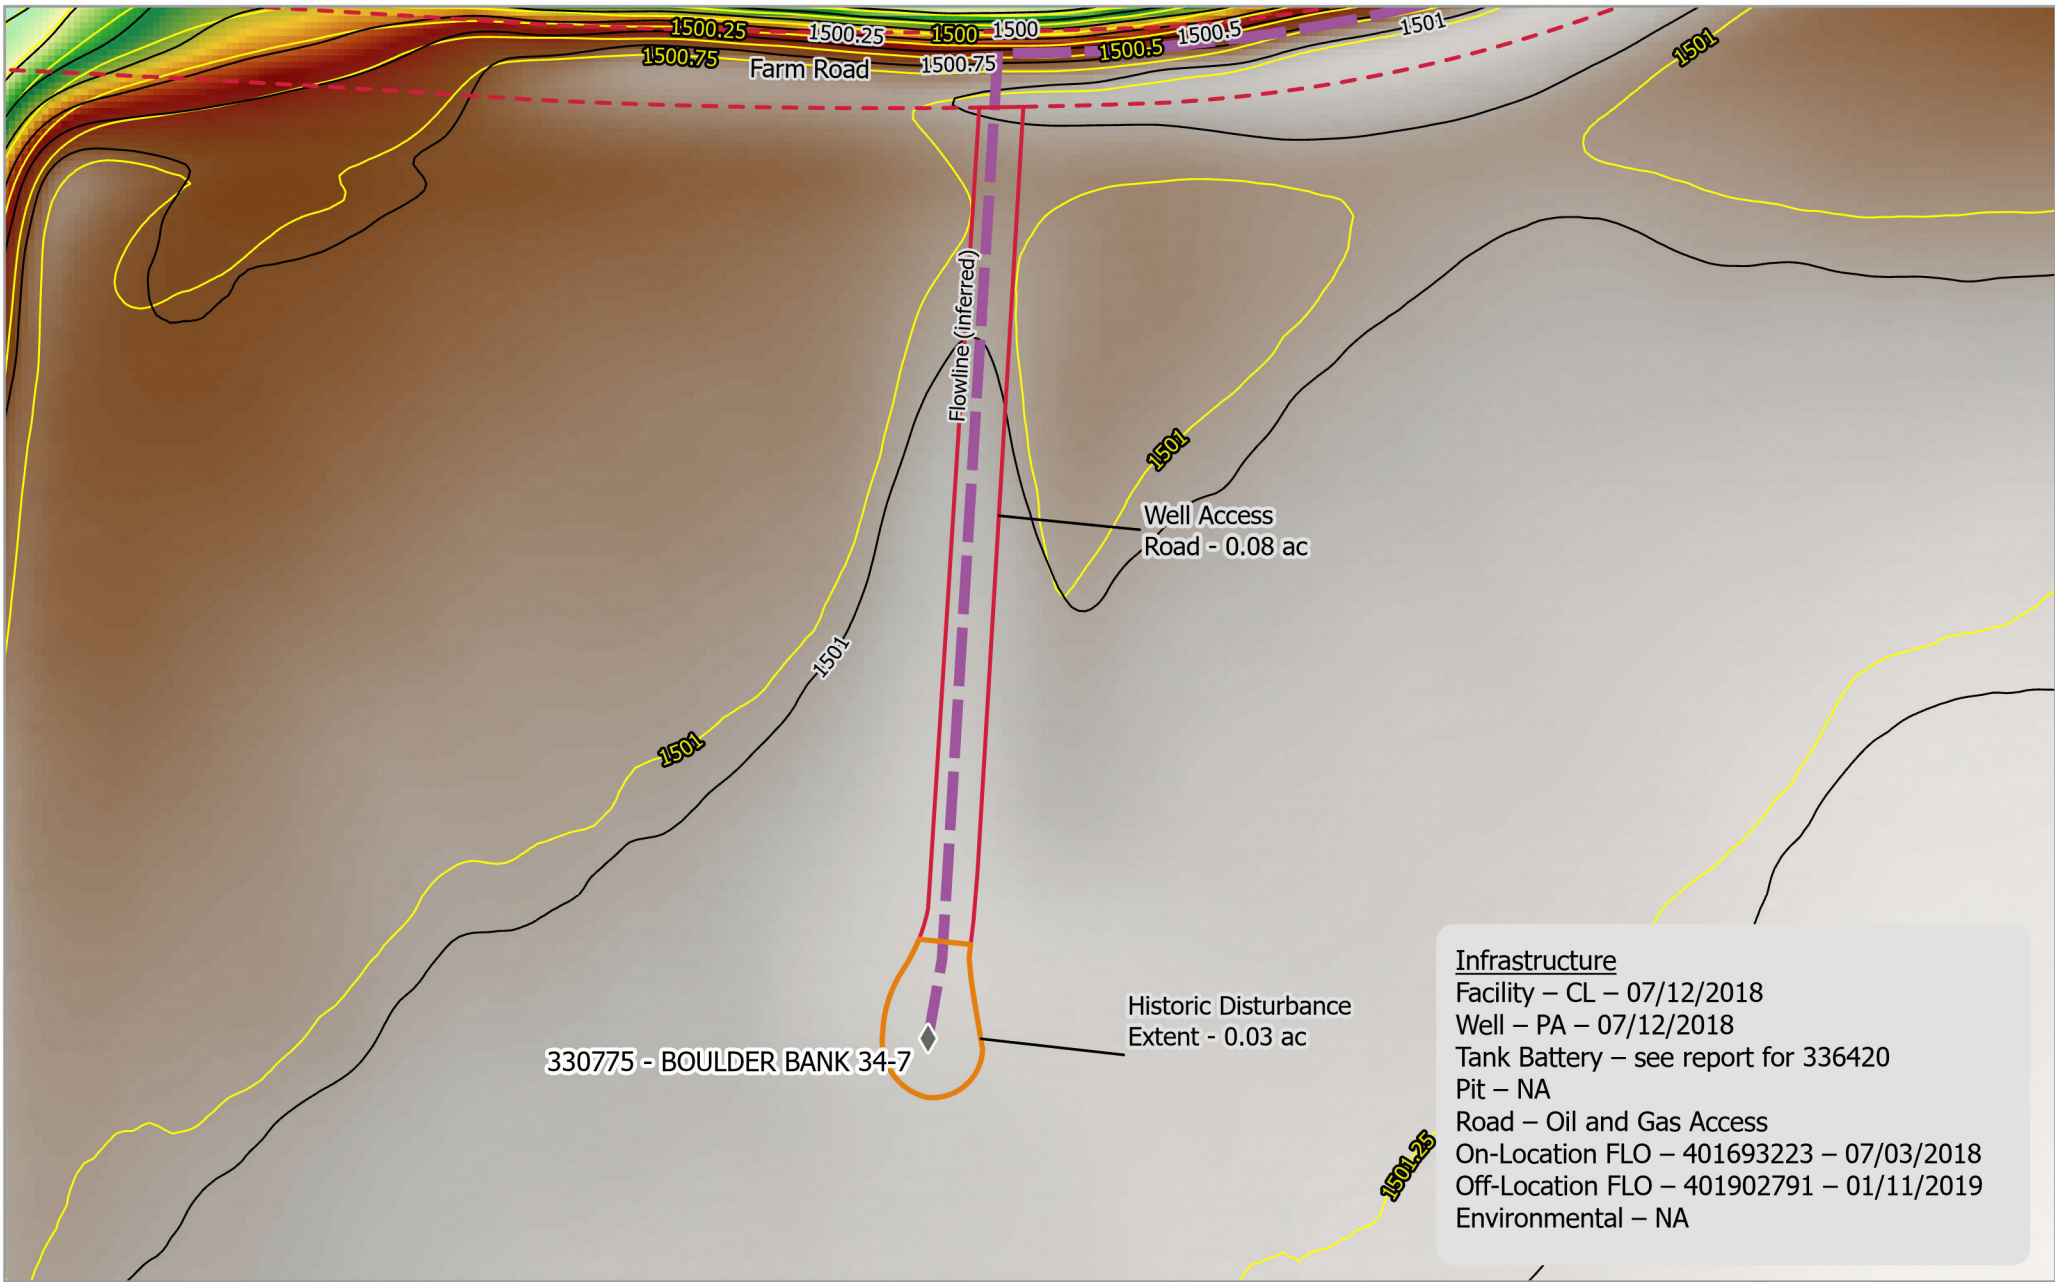 1500.25
1500.25
1500
1500
1500.5
1500.5
1501
1501
1500.75
Farm Road
1500.75
Flowline (inferred)
1501
Well Access
Road - 0.08 ac
1501
1501
Historic Disturbance
Extent - 0.03 ac
330775 - BOULDER BANK 34-7
1501.25
Infrastructure
Facility – CL – 07/12/2018
Well – PA – 07/12/2018
Tank Battery – see report for 336420
Pit – NA
Road – Oil and Gas Access
On-Location FLO – 401693223 – 07/03/2018
Off-Location FLO – 401902791 – 01/11/2019
Environmental – NA